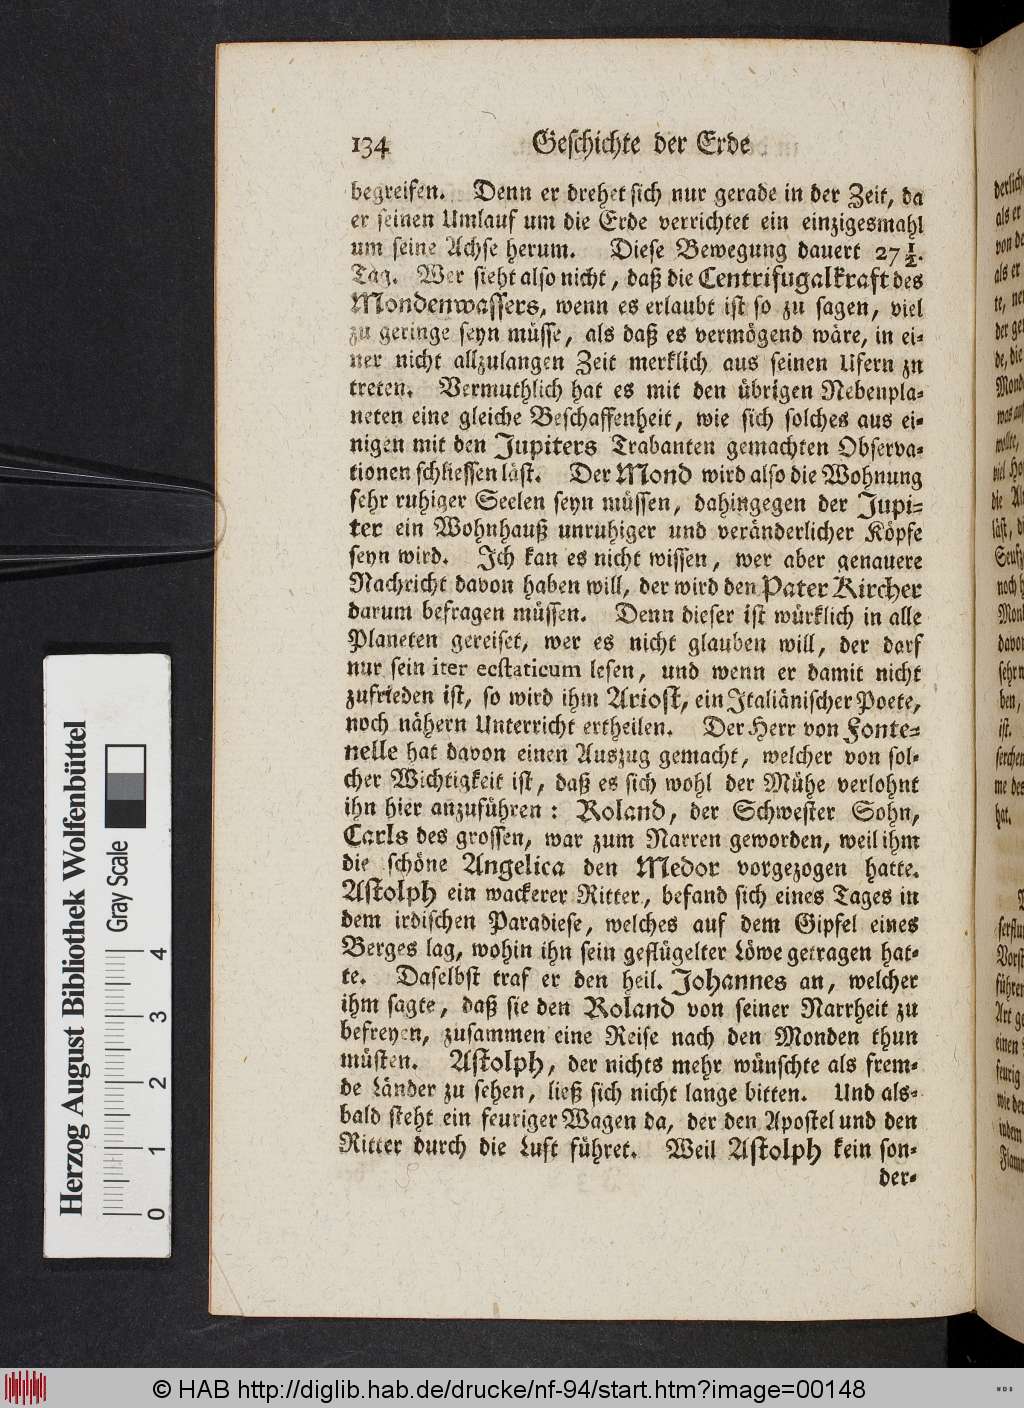 134 Geschichte der Erde
begreifen. Denn er drehet sich nur gerade in der Zeit, da
er seinen Umlauf um die Erde verrichtet ein einzigesmahl
um seine Achse herum. Diese Bewegung dauert 27 1/2.
Tag. Wer sieht also nicht, daß die Centrifugalkraft des
Mondenwassers, wenn es erlaubt ist so zu sagen, viel
zu geringe seyn müsse, als daß es vermögend wäre, in ei-
ner nicht allzulangen Zeit merklich aus seinen Ufern zu
treten. Vermuthlich hat es mit den übrigen Nebenpla-
neten eine gleiche Beschaffenheit, wie sich solches aus ei-
nigen mit den Jupiters Trabanten gemachten Observa-
tionen schliessen läst. Der Mond wird also die Wohnung
sehr ruhiger Seelen seyn müssen, dahingegen der Jupi-
ter ein Wohnhauß unruhiger und veränderlicher Köpfe
seyn wird. Ich kan es nicht wissen, wer aber genauere
Nachricht davon haben will, der wird den Pater Kircher
darum befragen müssen. Denn dieser ist würklich in alle
Planeten gereiset, wer es nicht glauben will, der darf
nur sein iter ecstaticum lesen, und wenn er damit nicht
zufrieden ist, so wird ihm Ariost, ein Italiänischer Poete,
noch nähern Unterricht ertheilen. Der Herr von Fonte-
nelle hat davon einen Auszug gemacht, welcher von sol-
cher Wichtigkeit ist, daß es sich wohl der Mühe verlohnt
ihn hier anzuführen: Roland, der Schwester Sohn,
Carls des grossen, war zum Narren geworden, weil ihm
die schöne Angelica den Medor vorgezogen hatte.
Astolph ein wackerer Ritter, befand sich eines Tages in
dem irdischen Paradiese, welches auf dem Gipfel eines
Berges lag, wohin ihn sein geflügelter Löwe getragen hat-
te. Daselbst traf er den heil. Johannes an, welcher
ihm sagte, daß sie den Roland von seiner Narrheit zu
befreyen, zusammen eine Reise nach den Monden thun
müsten. Astolph, der nichts mehr wünschte als frem-
de Länder zu sehen, ließ sich nicht lange bitten. Und als-
bald steht ein feuriger Wagen da, der den Apostel und den
Ritter durch die Luft führet. Weil Astolph kein son-
der-
Herzog August Bibliothek Wolfenbüttel
Gray Scale
0 1 2 3 4
© HAB http://diglib.hab.de/drucke/nf-94/start.htm?image=00148